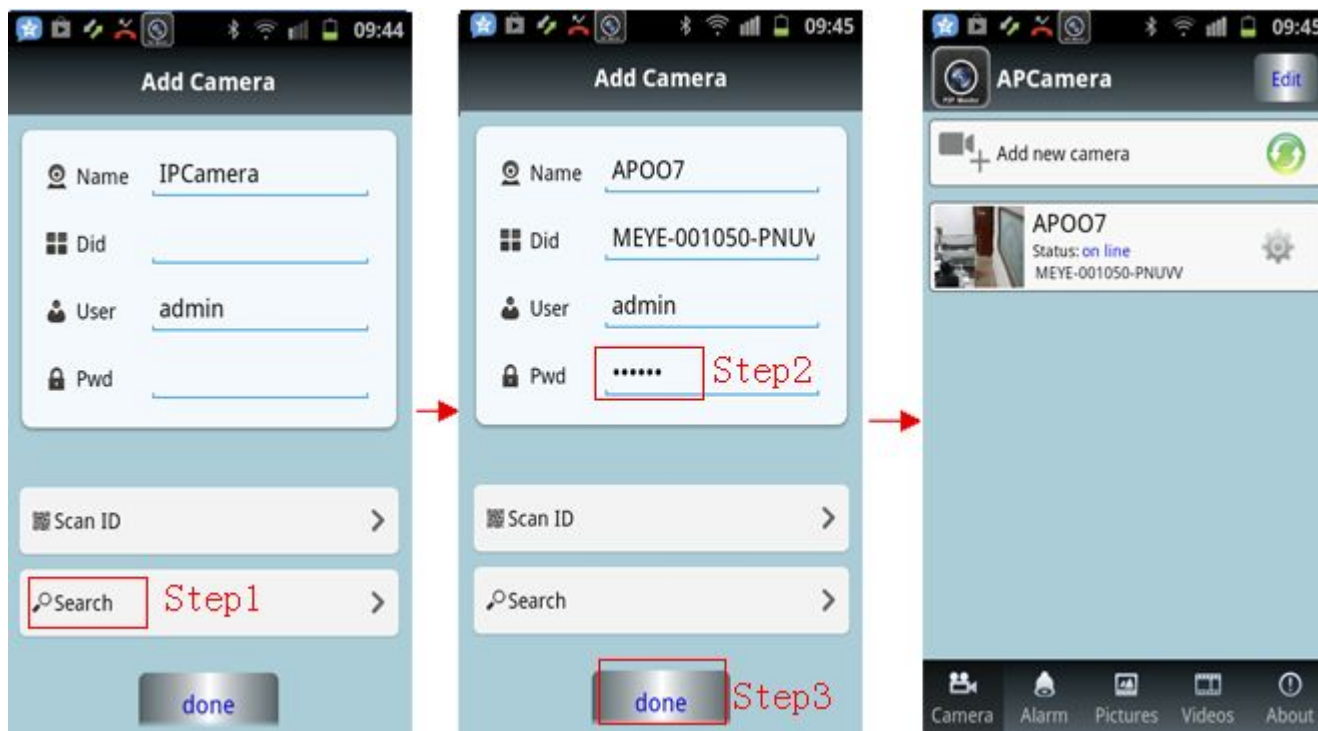 09:44
Add Camera
Name IPCamera
Did
User admin
Pwd
Scan ID
Search Step1
done
09:45
Add Camera
Name APOO7
Did MEYE-001050-PNUV
User admin
Pwd •••••• Step2
Scan ID
Search
done Step3
09:45
APCamera Edit
Add new camera
APOO7
Status: on line
MEYE-001050-PNUVV
Camera Alarm Pictures Videos About